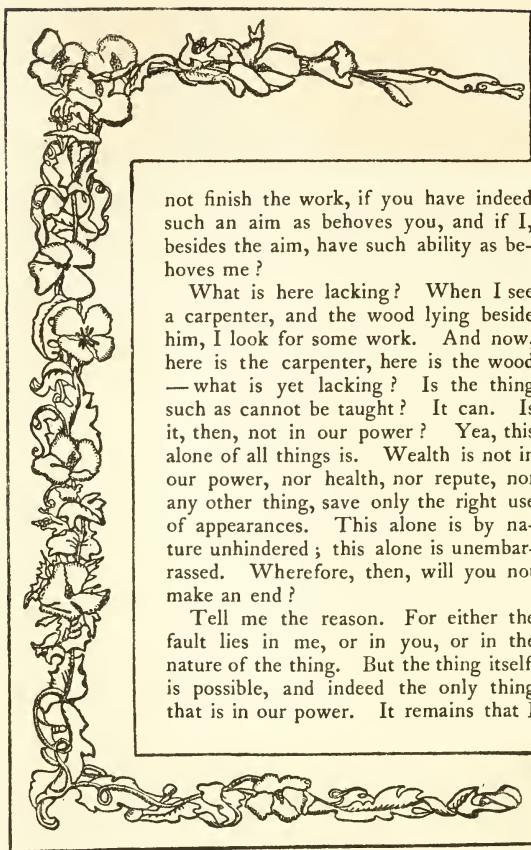 not finish the work, if you have indeed
such an aim as behoves you, and if I,
besides the aim, have such ability as be-
hoves me ?
What is here lacking ? When I see
a carpenter, and the wood lying beside
him, I look for some work. And now,
here is the carpenter, here is the wood
— what is yet lacking ? Is the thing
such as cannot be taught ? It can. Is
it, then, not in our power ? Yea, this
alone of all things is. Wealth is not in
our power, nor health, nor repute, nor
any other thing, save only the right use
of appearances. This alone is by na-
ture unhindered ; this alone is unembar-
rassed. Wherefore, then, will you not
make an end ?
Tell me the reason. For either the
fault lies in me, or in you, or in the
nature of the thing. But the thing itself
is possible, and indeed the only thing
that is in our power. It remains that I